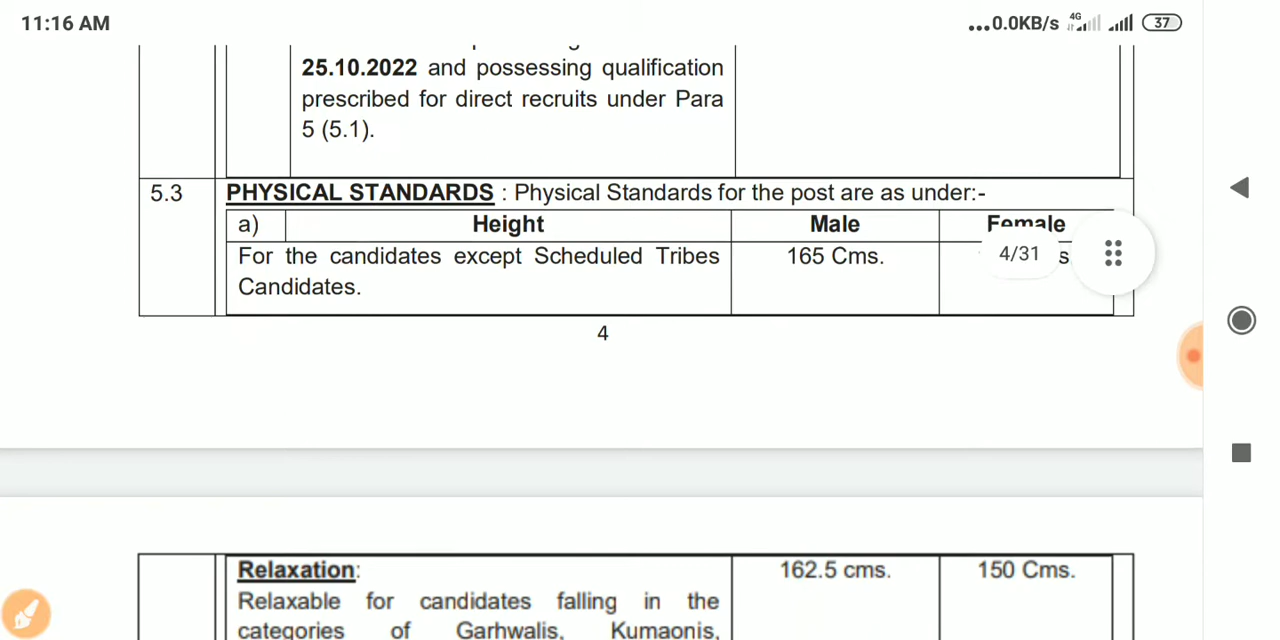 11:16 AM
...0.0KB/s 4G 37
25.10.2022 and possessing qualification
prescribed for direct recruits under Para
5 (5.1).
5.3 PHYSICAL STANDARDS : Physical Standards for the post are as under:-
a) Height Male Female
For the candidates except Scheduled Tribes 165 Cms.
Candidates.
4/31
4
Relaxation: 162.5 cms. 150 Cms.
Relaxable for candidates falling in the
categories of Garhwalis, Kumaonis,